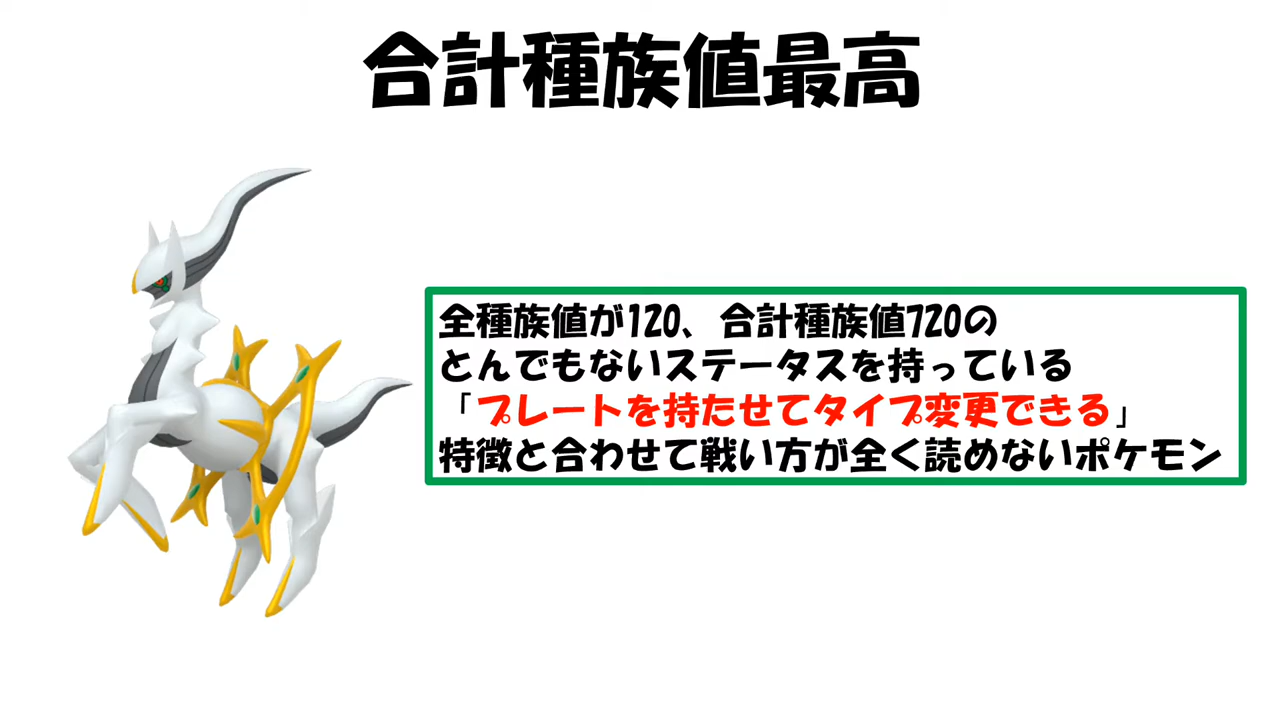 合計種族値最高
全種族値が120、合計種族値720の
とんでもないステータスを持っている
「プレートを持たせてタイプ変更できる」
特徴と合わせて戦い方が全く読めないポケモン